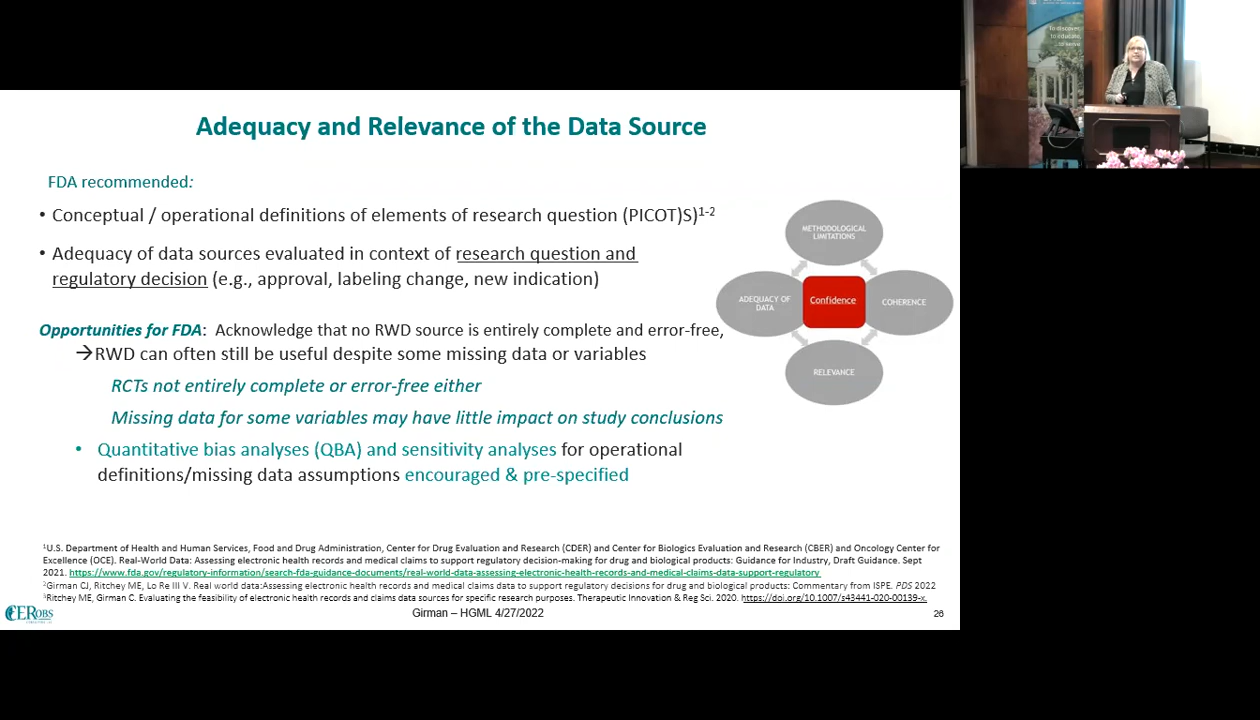 Adequacy and Relevance of the Data Source
FDA recommended:
• Conceptual / operational definitions of elements of research question (PICOT)S)1-2
• Adequacy of data sources evaluated in context of research question and
regulatory decision (e.g., approval, labeling change, new indication)
Opportunities for FDA: Acknowledge that no RWD source is entirely complete and error-free,
→RWD can often still be useful despite some missing data or variables
RCTs not entirely complete or error-free either
Missing data for some variables may have little impact on study conclusions
• Quantitative bias analyses (QBA) and sensitivity analyses for operational
definitions/missing data assumptions encouraged & pre-specified
METHODOLOGICAL
LIMITATIONS
ADEQUACY OF
DATA
Confidence
COHERENCE
RELEVANCE
1U.S. Department of Health and Human Services, Food and Drug Administration, Center for Drug Evaluation and Research (CDER) and Center for Biologics Evaluation and Research (CBER) and Oncology Center for
Excellence (OCE). Real-World Data: Assessing electronic health records and medical claims to support regulatory decision-making for drug and biological products: Guidance for Industry, Draft Guidance. Sept
2021. https://www.fda.gov/regulatory-information/search-fda-guidance-documents/real-world-data-assessing-electronic-health-records-and-medical-claims-data-support-regulatory
2Girman CJ, Ritchey ME, Lo Re III V. Real world data:Assessing electronic health records and medical claims data to support regulatory decisions for drug and biological products: Commentary from ISPE. PDS 2022
3Ritchey ME, Girman C. Evaluating the feasibility of electronic health records and claims data sources for specific research purposes. Therapeutic Innovation & Reg Sci. 2020. https://doi.org/10.1007/s43441-020-00139-x.
CERobs
Girman – HGML 4/27/2022
26
To discover,
to educate,
to serve